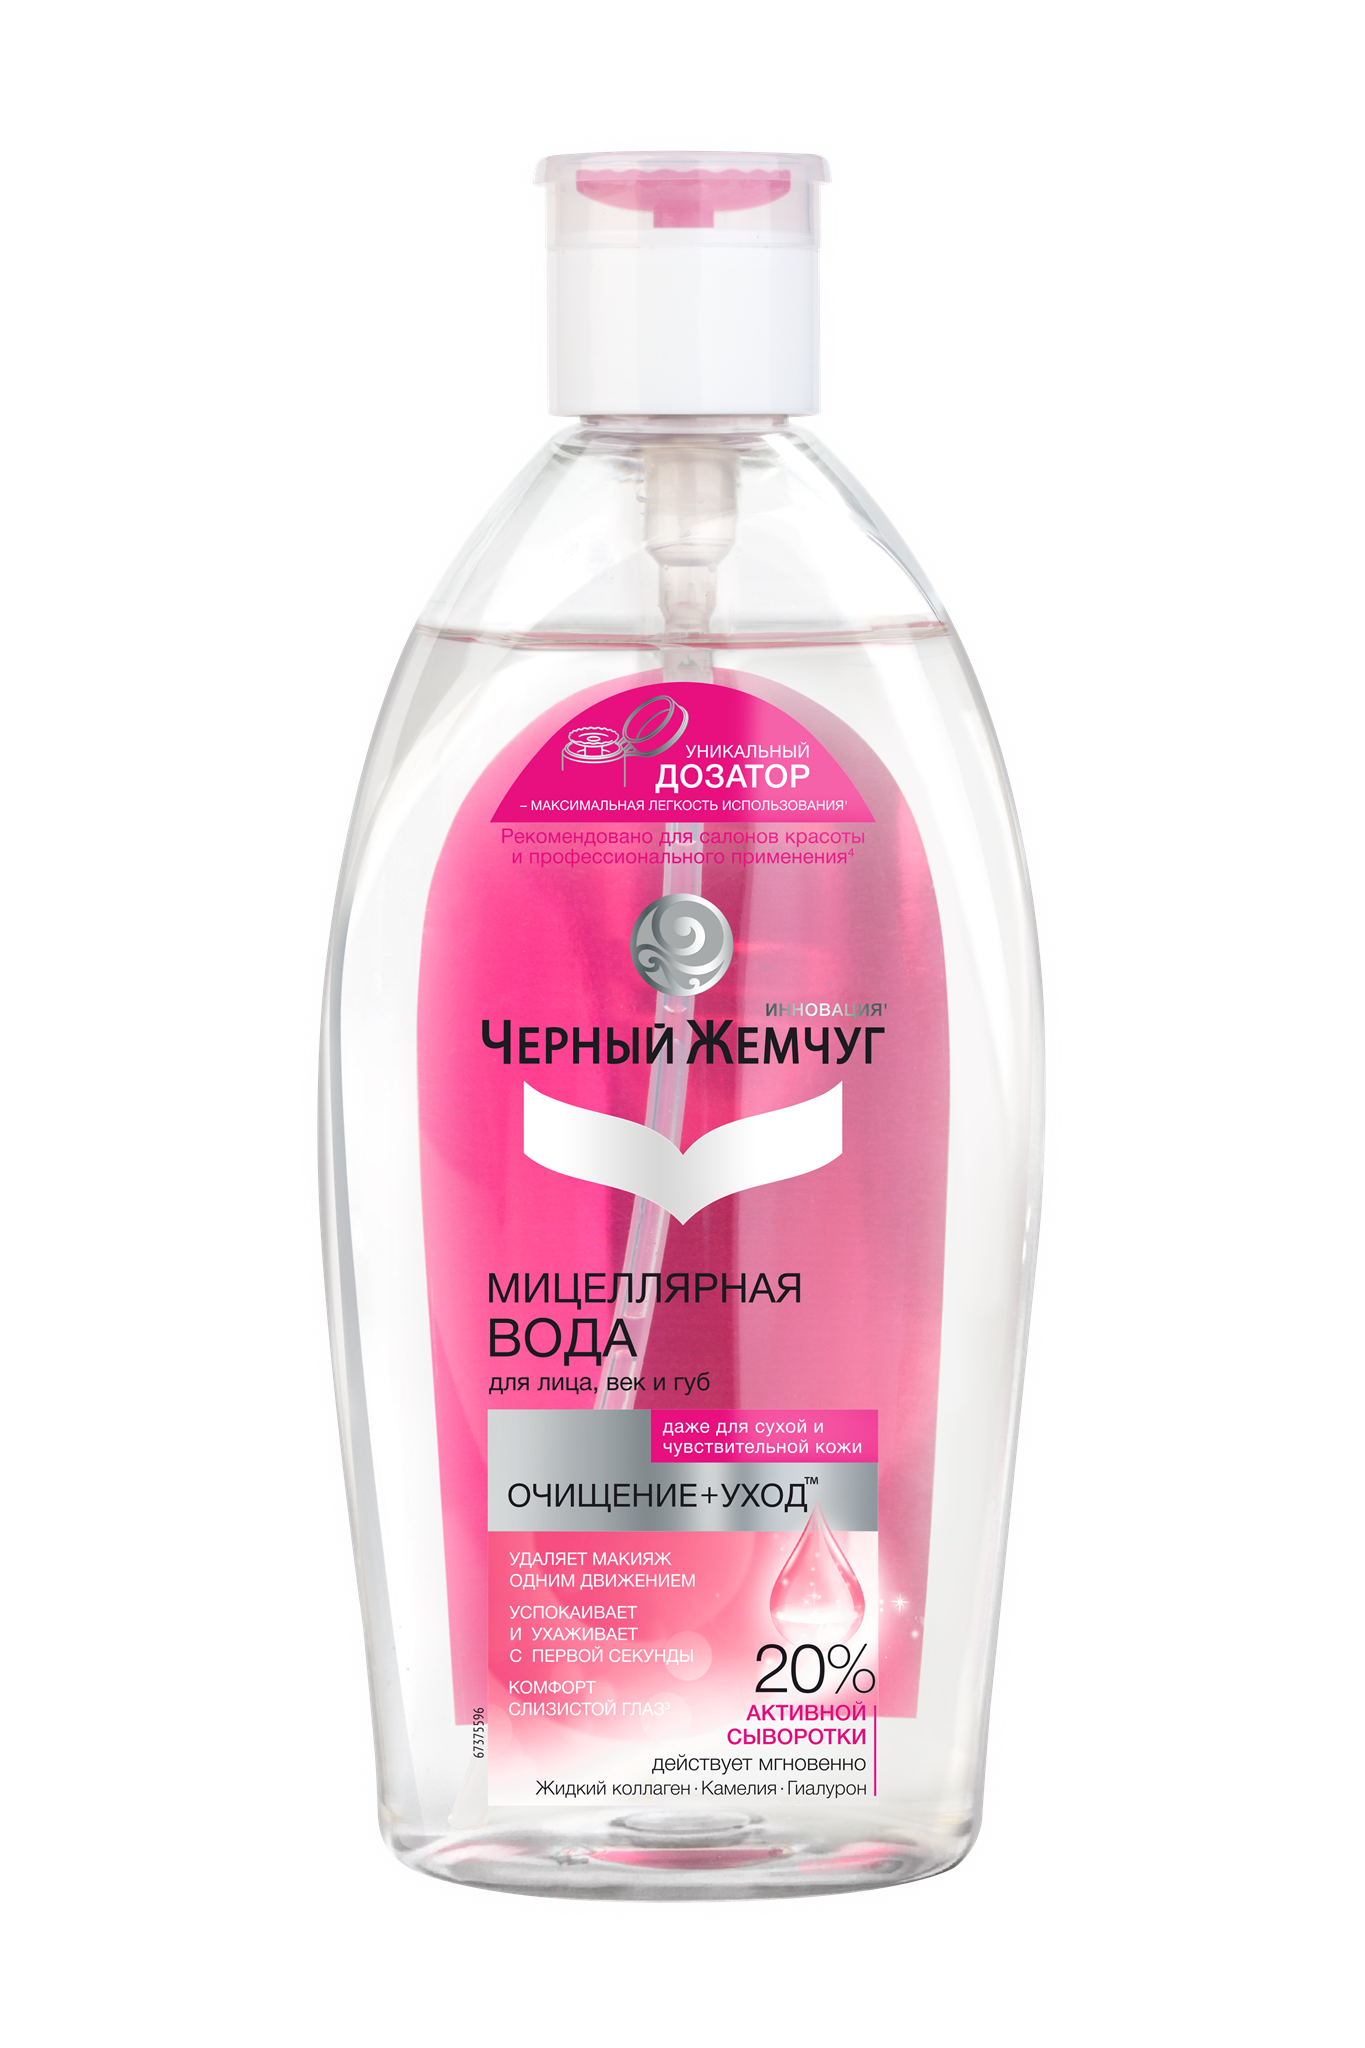 УНИКАЛЬНЫЙ
ДОЗАТОР
– МАКСИМАЛЬНАЯ ЛЕГКОСТЬ ИСПОЛЬЗОВАНИЯ¹
Рекомендовано для салонов красоты
и профессионального применения⁴
ИННОВАЦИЯ¹
ЧЕРНЫЙ ЖЕМЧУГ
МИЦЕЛЛЯРНАЯ
ВОДА
для лица, век и губ
даже для сухой и
чувствительной кожи
ОЧИЩЕНИЕ+УХОД™
УДАЛЯЕТ МАКИЯЖ
ОДНИМ ДВИЖЕНИЕМ
УСПОКАИВАЕТ
И УХАЖИВАЕТ
С ПЕРВОЙ СЕКУНДЫ
КОМФОРТ
СЛИЗИСТОЙ ГЛАЗ³
20%
АКТИВНОЙ
СЫВОРОТКИ
действует мгновенно
Жидкий коллаген · Камелия · Гиалурон
67375596